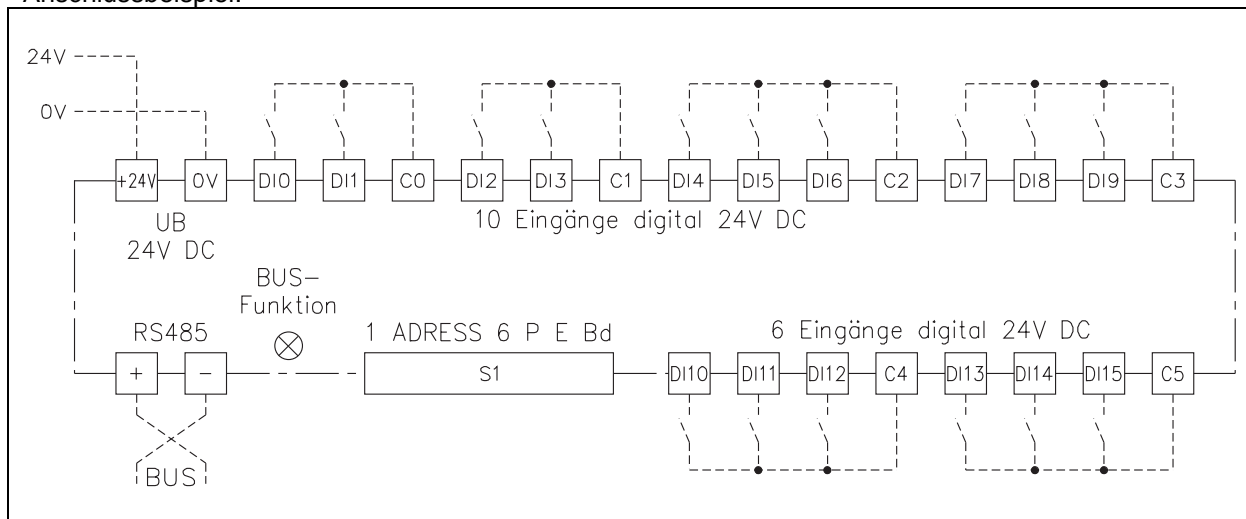 Anschlussbeispiel:
24V
0V
+24V 0V DI0 DI1 C0 DI2 DI3 C1 DI4 DI5 DI6 C2 DI7 DI8 DI9 C3
UB
24V DC
10 Eingänge digital 24V DC
BUS-
Funktion
RS485
1 ADRESS 6 P E Bd
6 Eingänge digital 24V DC
+ - S1 DI10 DI11 DI12 C4 DI13 DI14 DI15 C5
BUS